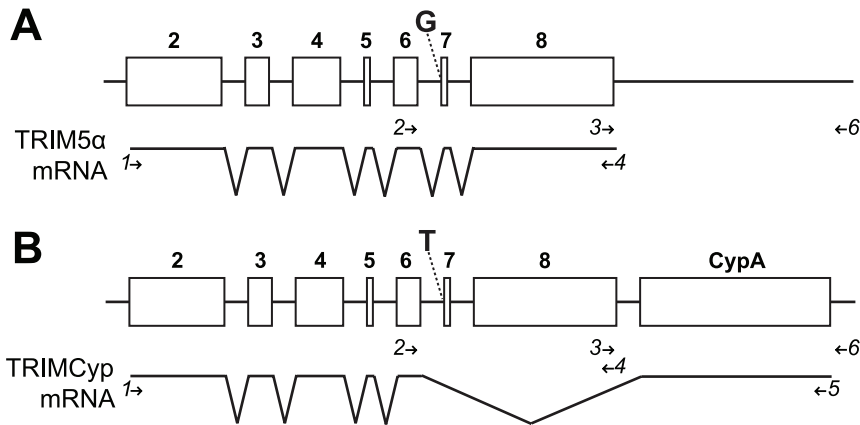 A
G
2 3 4 5 6 7 8
2→ 3→ ←6
TRIM5α
mRNA
1→ ←4
B
T
2 3 4 5 6 7 8 CypA
2→ 3→ ←6
←4
TRIMCyp
mRNA
1→ ←5